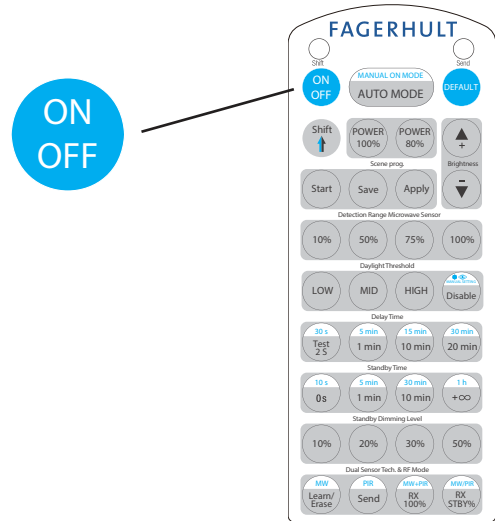 FAGERHULT
Shift
Send
ON
OFF
ON
OFF
MANUAL ON MODE
AUTO MODE
DEFAULT
Shift
POWER
100%
POWER
80%
+
Scene prog.
Brightness
Start
Save
Apply
-
Detection Range Microwave Sensor
10%
50%
75%
100%
Daylight Threshold
LOW
MID
HIGH
Disable
Delay Time
30 s
5 min
15 min
30 min
Test
2 S
1 min
10 min
20 min
Standby Time
10 s
5 min
30 min
1 h
0s
1 min
10 min
+∞
Standby Dimming Level
10%
20%
30%
50%
Dual Sensor Tech. & RF Mode
MW
PIR
MW+PIR
MW/PIR
Learn/
Erase
Send
RX
100%
RX
STBY%